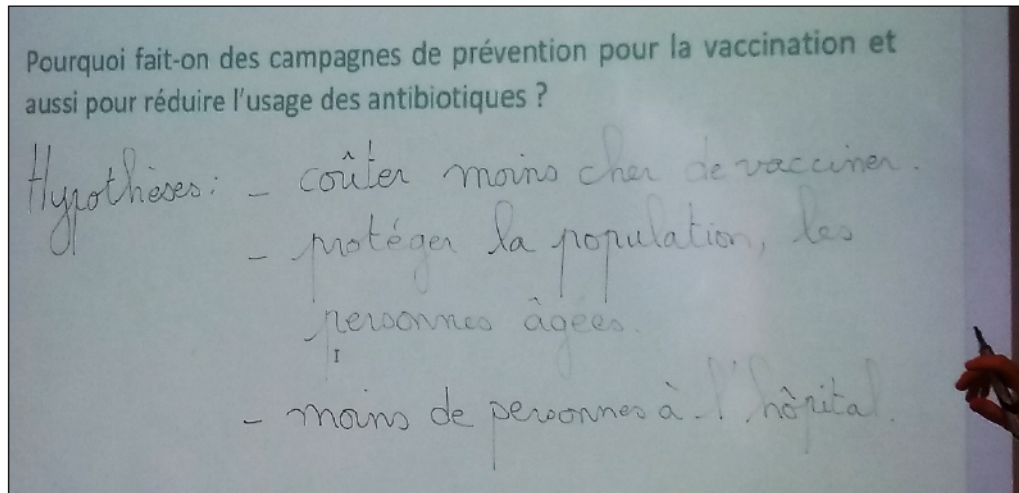 Pourquoi fait-on des campagnes de prévention pour la vaccination et
aussi pour réduire l'usage des antibiotiques ?
Hypothèses : - coûter moins cher de vacciner.
- protéger la population, les
personnes âgées.
- moins de personnes à l'hôpital.